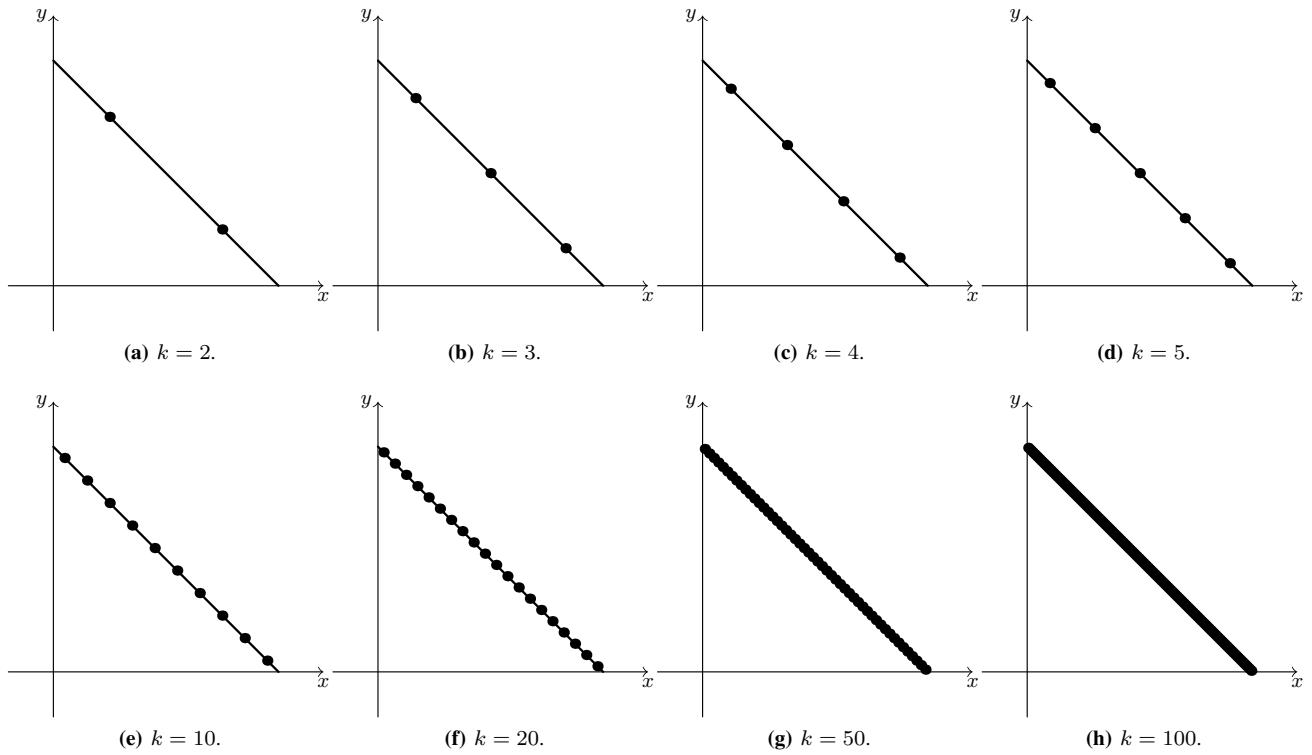 y y y y
x x x x
(a) k = 2. (b) k = 3. (c) k = 4. (d) k = 5.
y y y y
x x x x
(e) k = 10. (f) k = 20. (g) k = 50. (h) k = 100.